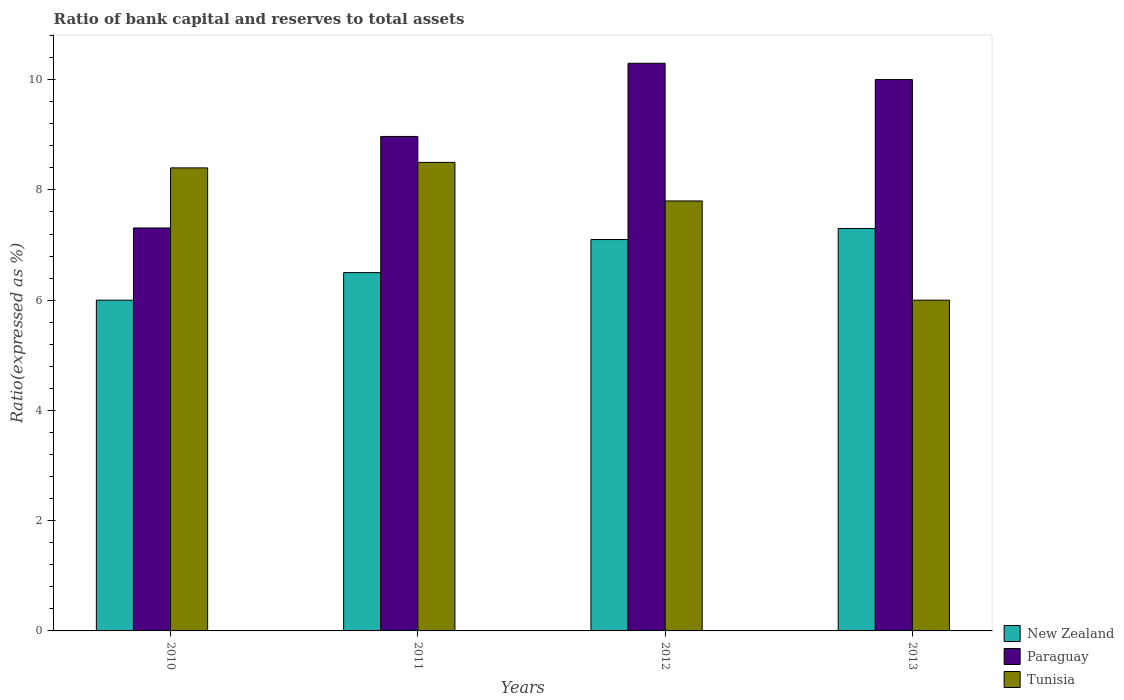 Ratio of bank capital and reserves to total assets
Ratio(expressed as %)
10
8
6
4
2
0
2010
2011
2012
2013
Years
New Zealand
Paraguay
Tunisia